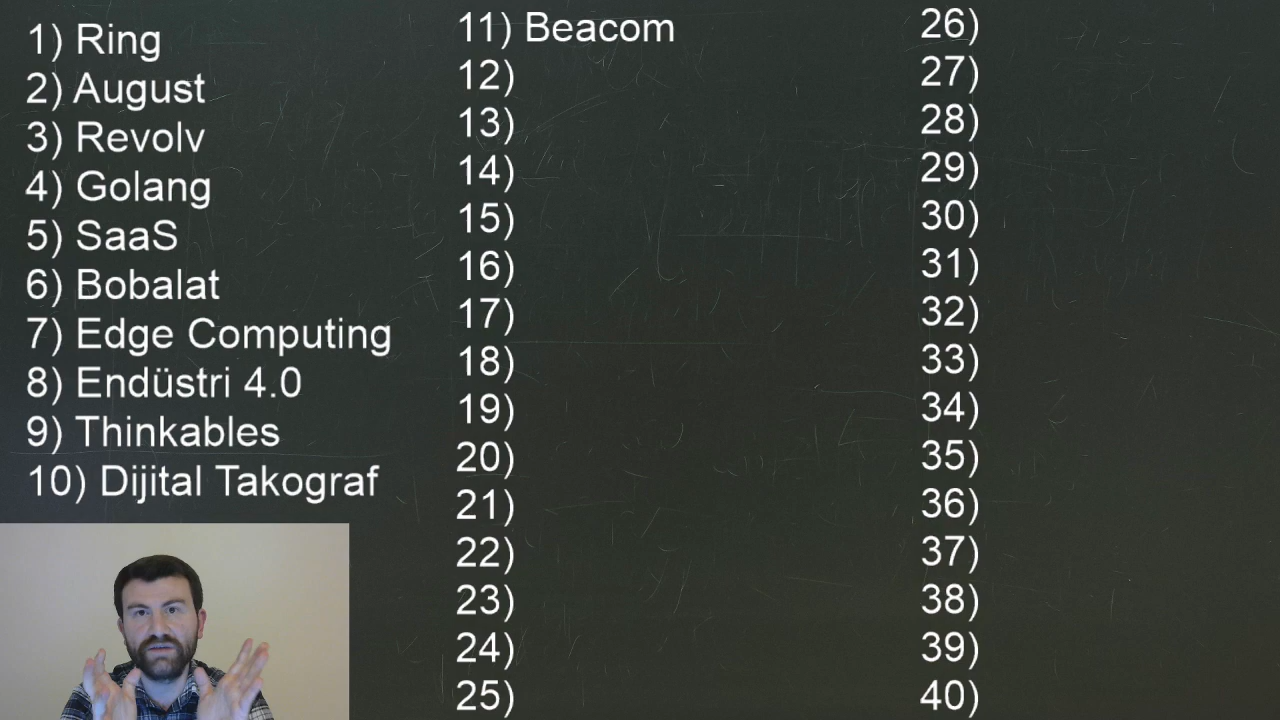 1) Ring
2) August
3) Revolv
4) Golang
5) SaaS
6) Bobalat
7) Edge Computing
8) Endüstri 4.0
9) Thinkables
10) Dijital Takograf
11) Beacom
12)
13)
14)
15)
16)
17)
18)
19)
20)
21)
22)
23)
24)
25)
26)
27)
28)
29)
30)
31)
32)
33)
34)
35)
36)
37)
38)
39)
40)